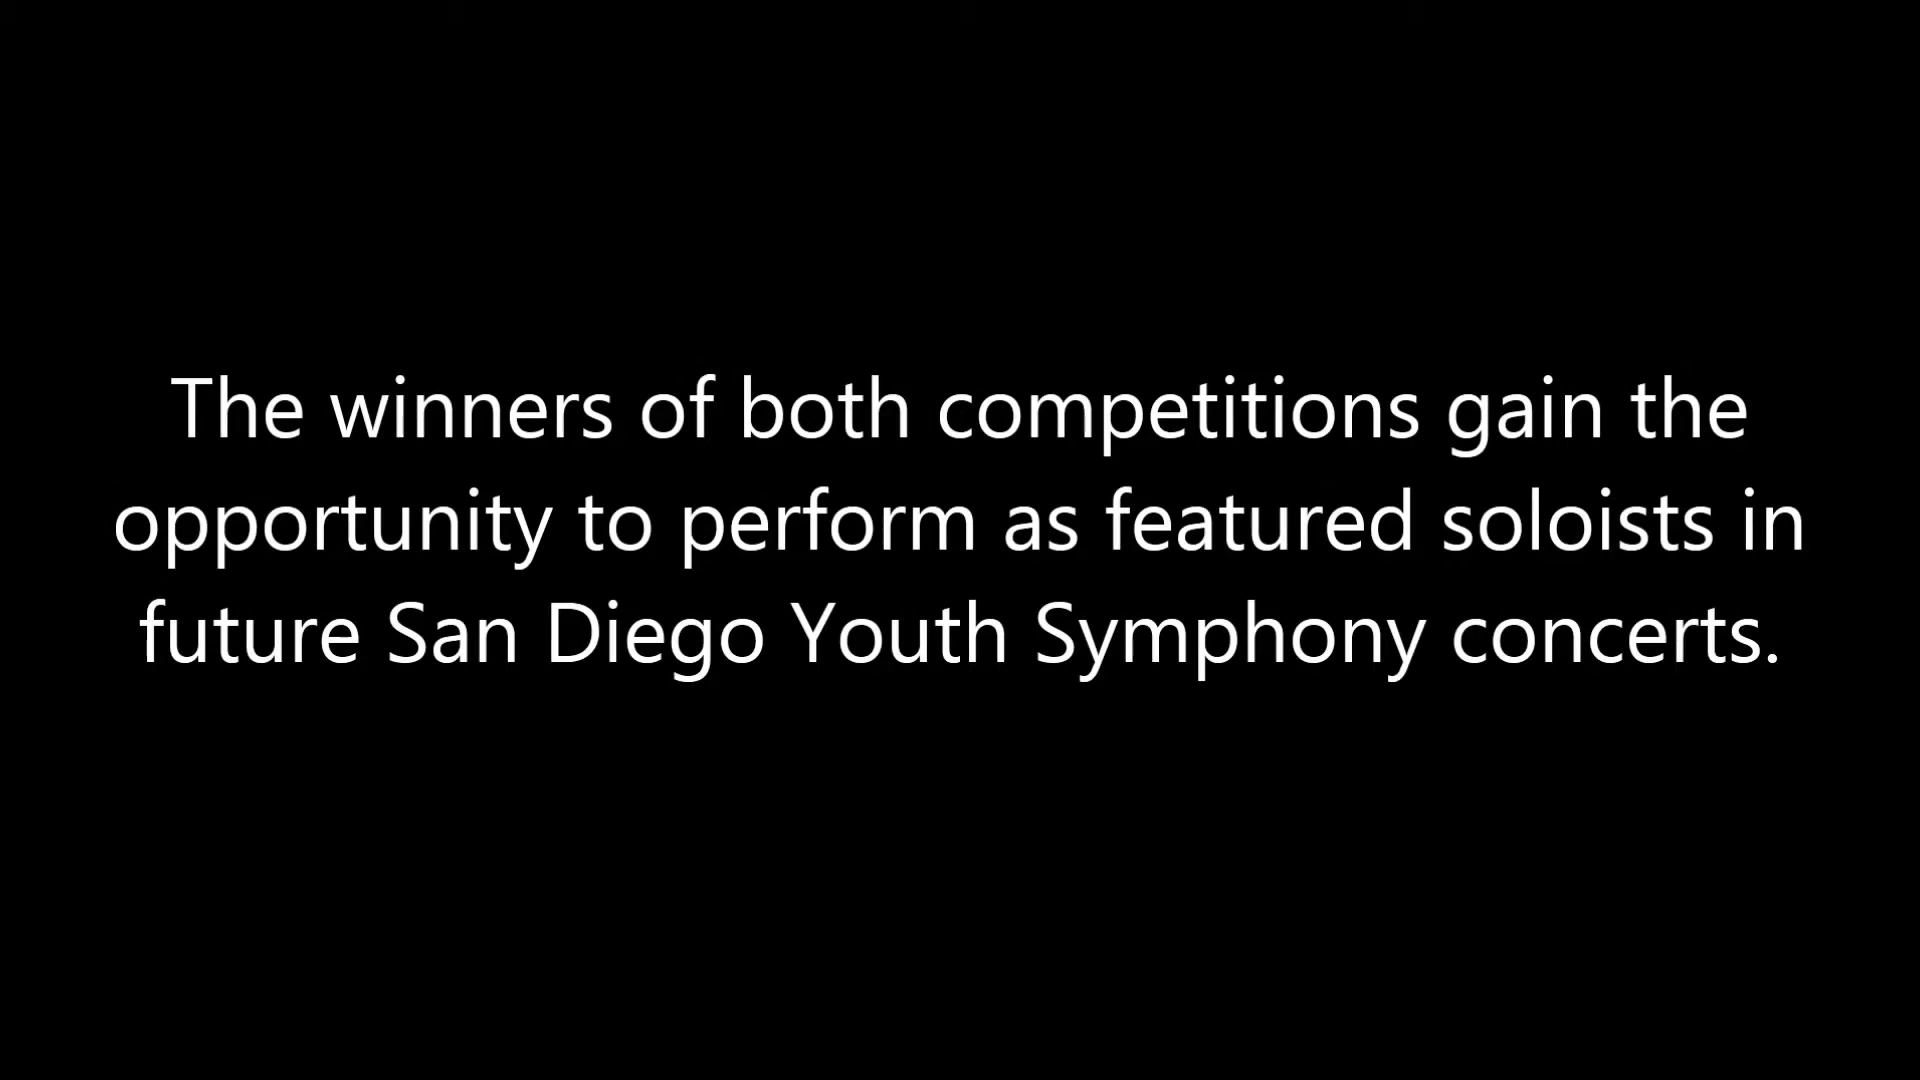 The winners of both competitions gain the
opportunity to perform as featured soloists in
future San Diego Youth Symphony concerts.